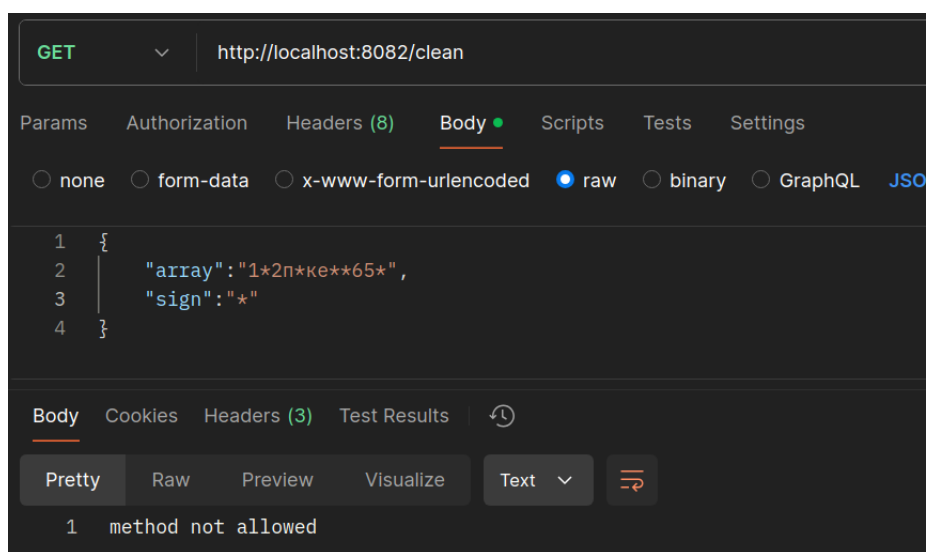 GET http://localhost:8082/clean
Params Authorization Headers (8) Body Scripts Tests Settings
none form-data x-www-form-urlencoded raw binary GraphQL JSO
1 {
2 "array":"1*2п*ке**65*",
3 "sign":"*"
4 }
Body Cookies Headers (3) Test Results
Pretty Raw Preview Visualize Text
1 method not allowed